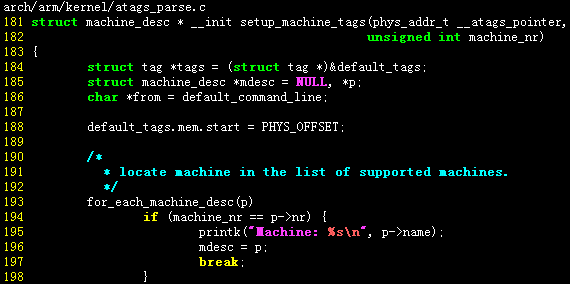 arch/arm/kernel/atags_parse.c
181 struct machine_desc * __init setup_machine_tags(phys_addr_t __atags_pointer,
182                                                 unsigned int machine_nr)
183 {
184         struct tag *tags = (struct tag *)&default_tags;
185         struct machine_desc *mdesc = NULL, *p;
186         char *from = default_command_line;
187
188         default_tags.mem.start = PHYS_OFFSET;
189
190         /*
191          * locate machine in the list of supported machines.
192          */
193         for_each_machine_desc(p)
194                 if (machine_nr == p->nr) {
195                         printk("Machine: %s\n", p->name);
196                         mdesc = p;
197                         break;
198                 }